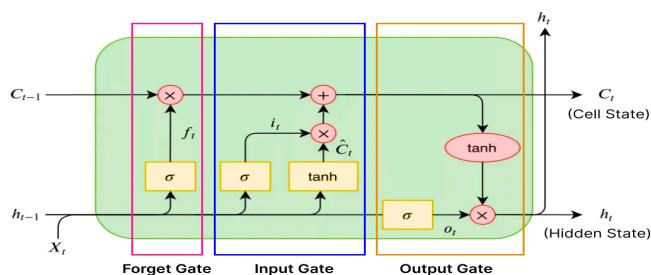 h_t
C_{t-1}
×
+
C_t
(Cell State)
f_t
i_t
×
Ĉ_t
tanh
σ
σ
tanh
h_{t-1}
σ
o_t
×
h_t
(Hidden State)
X_t
Forget Gate
Input Gate
Output Gate